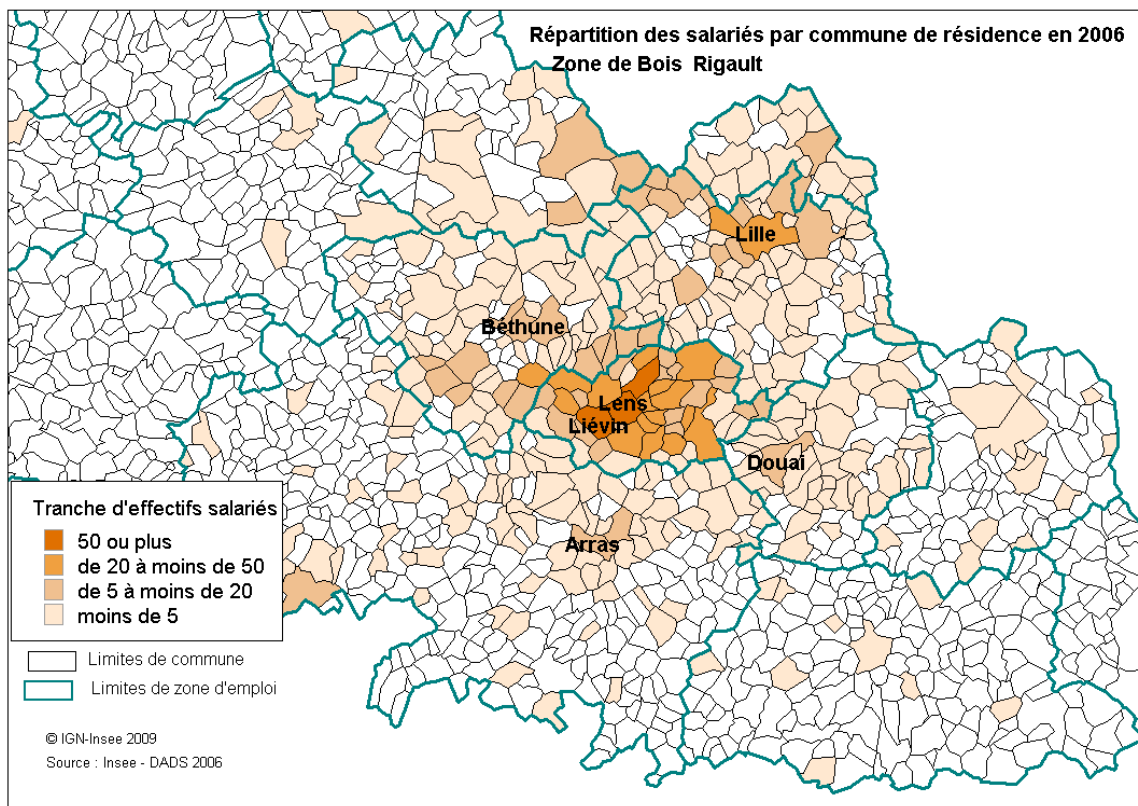 Répartition des salariés par commune de résidence en 2006
Zone de Bois Rigault
Lille
Béthune
Lens
Liévin
Douai
Arras
Tranche d'effectifs salariés
50 ou plus
de 20 à moins de 50
de 5 à moins de 20
moins de 5
Limites de commune
Limites de zone d'emploi
© IGN-Insee 2009
Source : Insee - DADS 2006